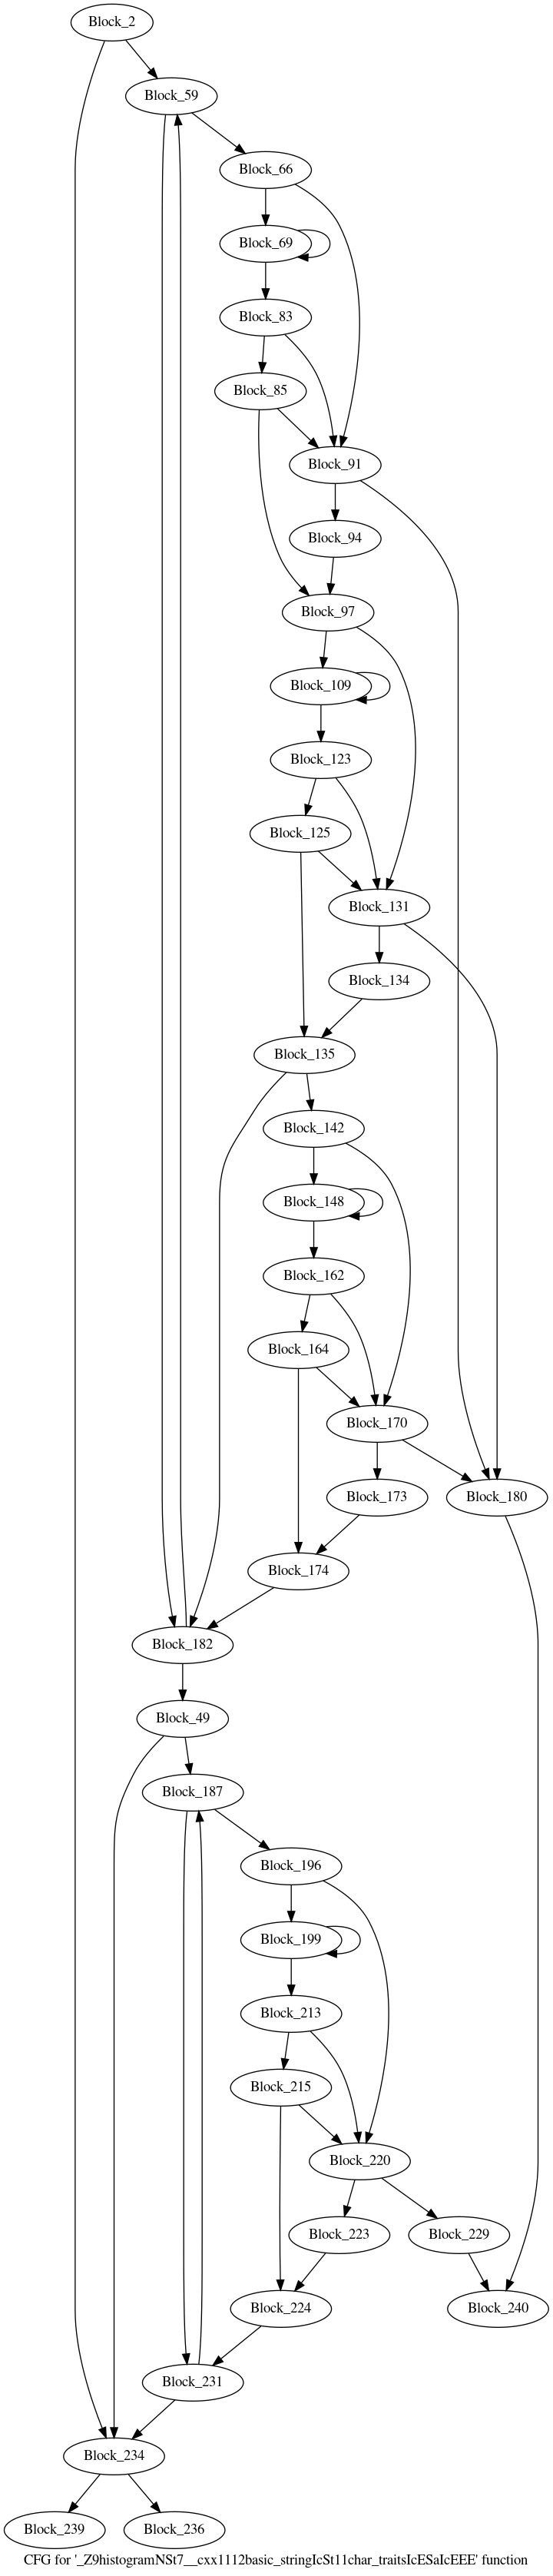 Block_2
Block_59
Block_66
Block_69
Block_83
Block_85
Block_91
Block_94
Block_97
Block_109
Block_123
Block_125
Block_131
Block_134
Block_135
Block_142
Block_148
Block_162
Block_164
Block_170
Block_173 Block_180
Block_174
Block_182
Block_49
Block_187
Block_196
Block_199
Block_213
Block_215
Block_220
Block_223 Block_229
Block_224 Block_240
Block_231
Block_234
Block_239 Block_236
CFG for '_Z9histogramNSt7__cxx1112basic_stringIcSt11char_traitsIcESaIcEEE' function